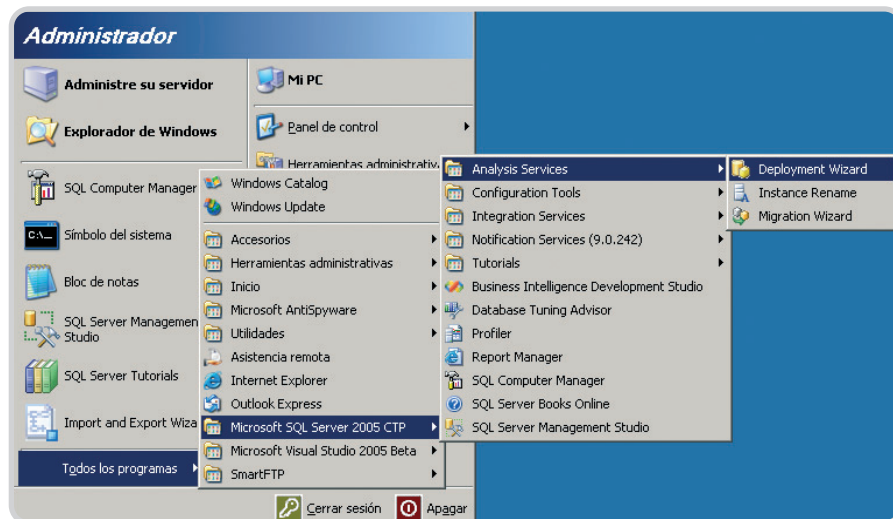 Administrador
Administre su servidor
Explorador de Windows
SQL Computer Manager
Símbolo del sistema
Bloc de notas
SQL Server Managemen
Studio
SQL Server Tutorials
Import and Export Wiza
Todos los programas
Mi PC
Panel de control
Herramientas administrativ
Windows Catalog
Windows Update
Accesorios
Herramientas administrativas
Inicio
Microsoft AntiSpyware
Utilidades
Asistencia remota
Internet Explorer
Outlook Express
Microsoft SQL Server 2005 CTP
Microsoft Visual Studio 2005 Beta
SmartFTP
Analysis Services
Configuration Tools
Integration Services
Notification Services (9.0.242)
Tutorials
Business Intelligence Development Studio
Database Tuning Advisor
Profiler
Report Manager
SQL Computer Manager
SQL Server Books Online
SQL Server Management Studio
Deployment Wizard
Instance Rename
Migration Wizard
Cerrar sesión
Apagar